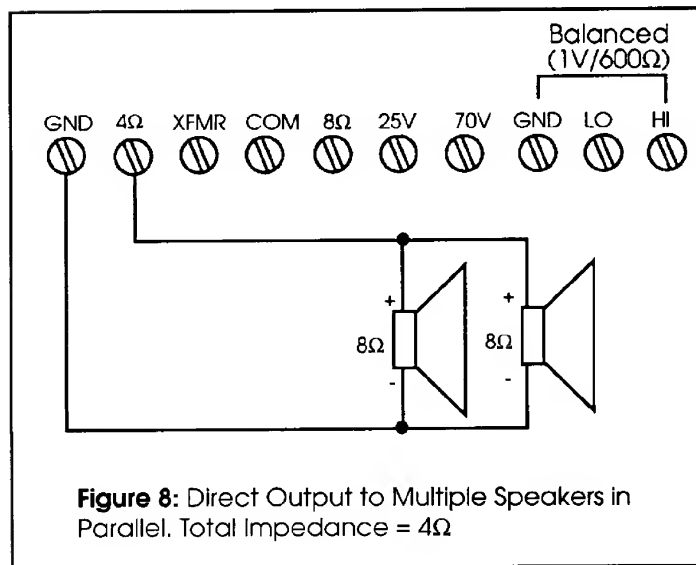 Balanced
(1V/600Ω)
GND 4Ω XFMR COM 8Ω 25V 70V GND LO HI
+ +
8Ω 8Ω
- -
Figure 8: Direct Output to Multiple Speakers in
Parallel. Total Impedance = 4Ω